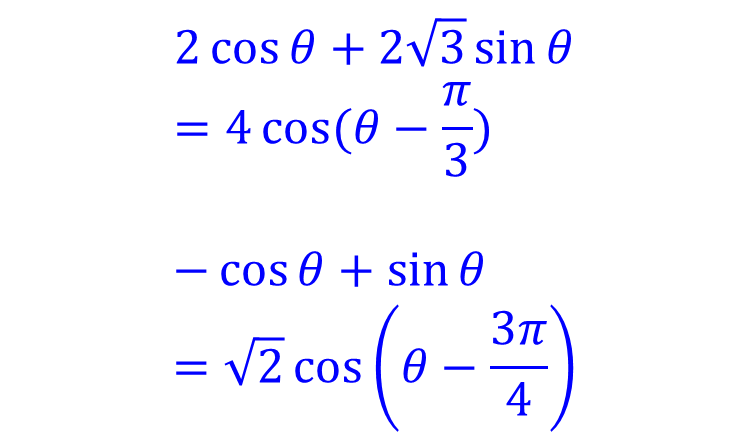 2 cos θ + 2√3 sin θ
= 4 cos(θ − π/3)
− cos θ + sin θ
= √2 cos (θ − 3π/4)